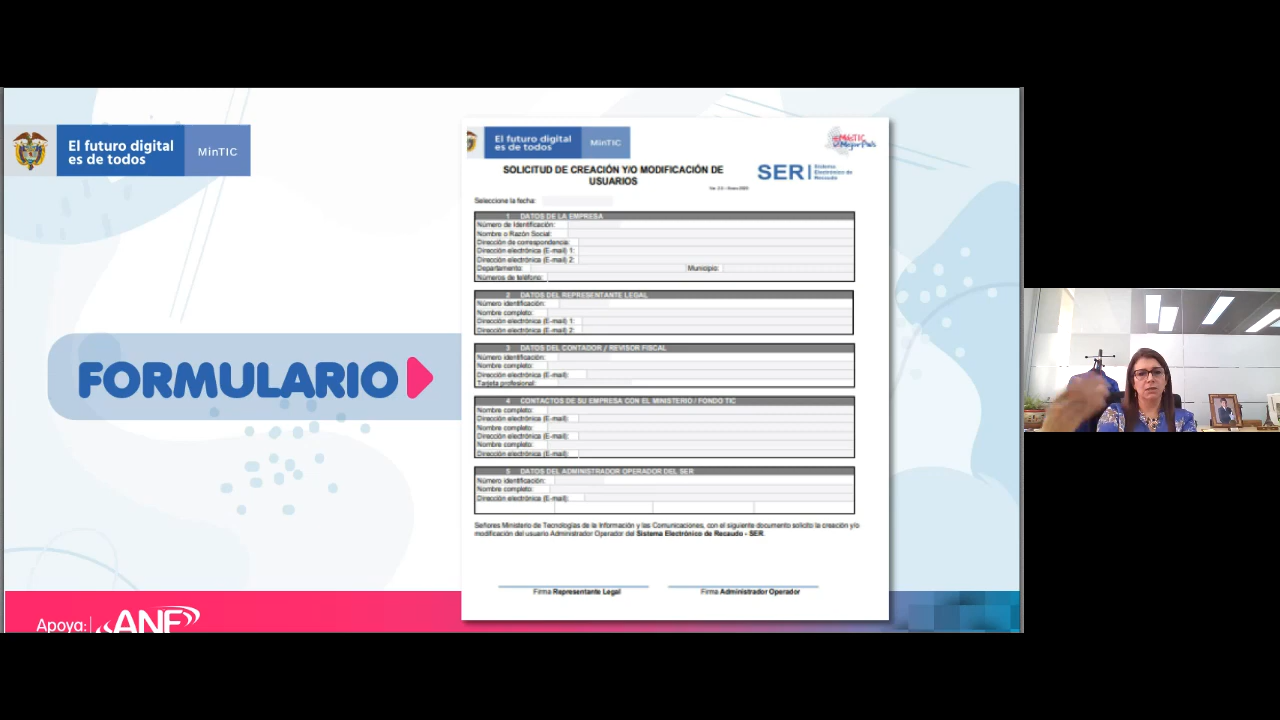 El futuro digital
es de todos
MinTIC
FORMULARIO
Apoya:
ANE
El futuro digital
es de todos
MinTIC
#MinTIC
SOLICITUD DE CREACIÓN Y/O MODIFICACIÓN DE
USUARIOS
SER
Sistema
Electrónico de
Recaudo
Seleccione la fecha:
1 DATOS DE LA EMPRESA
Número de Identificación:
Nombre o Razón Social:
Dirección de correspondencia:
Dirección electrónica (E-mail) 1:
Dirección electrónica (E-mail) 2:
Departamento: Municipio:
Números de teléfono:
2 DATOS DEL REPRESENTANTE LEGAL
Número identificación:
Nombre completo:
Dirección electrónica (E-mail) 1:
Dirección electrónica (E-mail) 2:
3 DATOS DEL CONTADOR / REVISOR FISCAL
Número identificación:
Nombre completo:
Dirección electrónica (E-mail):
Tarjeta profesional:
4 CONTACTOS DE SU EMPRESA CON EL MINISTERIO / FONDO TIC
Nombre completo:
Dirección electrónica (E-mail):
Nombre completo:
Dirección electrónica (E-mail):
Nombre completo:
Dirección electrónica (E-mail):
5 DATOS DEL ADMINISTRADOR OPERADOR DEL SER
Número identificación:
Nombre completo:
Dirección electrónica (E-mail):
Señores Ministerio de Tecnologías de la Información y las Comunicaciones, con el siguiente documento solicito la creación y/o
modificación del usuario Administrador Operador del Sistema Electrónico de Recaudo - SER.
Firma Representante Legal
Firma Administrador Operador